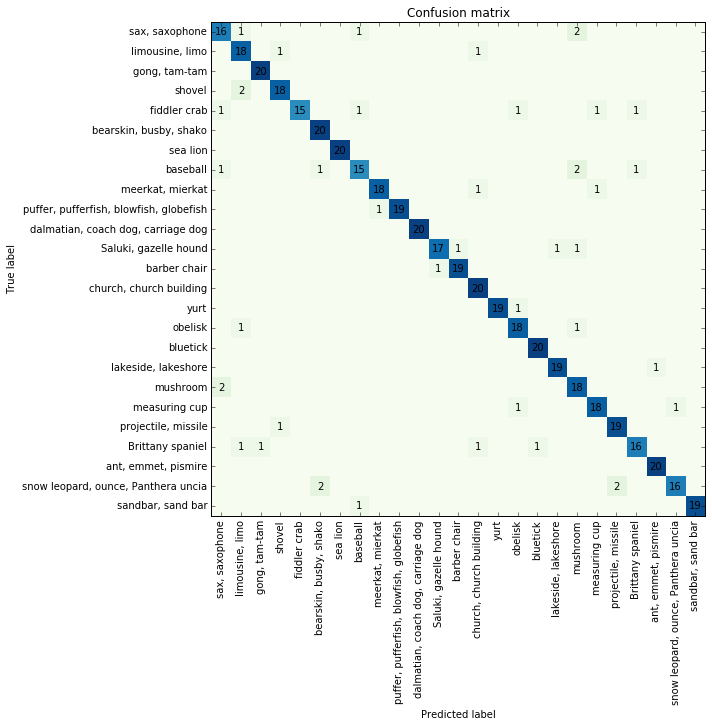 Confusion matrix
sax, saxophone 16 1 1 2
limousine, limo 18 1 1
gong, tam-tam 20
shovel 2 18
fiddler crab 1 15 1 1 1 1
bearskin, busby, shako 20
sea lion 20
baseball 1 1 15 2 1
meerkat, mierkat 18 1 1
puffer, pufferfish, blowfish, globefish 1 19
dalmatian, coach dog, carriage dog 20
Saluki, gazelle hound 17 1 1 1
barber chair 1 19
church, church building 20
yurt 19 1
obelisk 1 18 1
bluetick 20
lakeside, lakeshore 19 1
mushroom 2 18
measuring cup 1 18 1
projectile, missile 1 19
Brittany spaniel 1 1 1 1 16
ant, emmet, pismire 20
snow leopard, ounce, Panthera uncia 2 2 16
sandbar, sand bar 1 19
True label
sax, saxophone
limousine, limo
gong, tam-tam
shovel
fiddler crab
bearskin, busby, shako
sea lion
baseball
meerkat, mierkat
puffer, pufferfish, blowfish, globefish
dalmatian, coach dog, carriage dog
Saluki, gazelle hound
barber chair
church, church building
yurt
obelisk
bluetick
lakeside, lakeshore
mushroom
measuring cup
projectile, missile
Brittany spaniel
ant, emmet, pismire
snow leopard, ounce, Panthera uncia
sandbar, sand bar
Predicted label